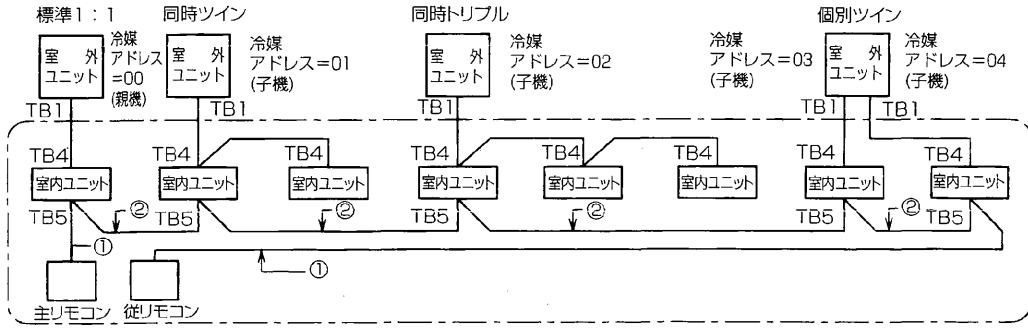 標準1：1
同時ツイン
同時トリプル
個別ツイン
室 外
ユニット
冷媒
アドレス
=00
(親機)
室 外
ユニット
冷媒
アドレス=01
(子機)
室 外
ユニット
冷媒
アドレス=02
(子機)
冷媒
アドレス=03
(子機)
室 外
ユニット
冷媒
アドレス=04
(子機)
TB1
TB1
TB1
TB1
TB1
TB4
TB4
TB4
TB4
TB4
TB4
TB4
TB4
室内ユニット
室内ユニット
室内ユニット
室内ユニット
室内ユニット
室内ユニット
室内ユニット
室内ユニット
TB5
②
TB5
②
TB5
②
TB5
②
TB5
①
①
主リモコン
従リモコン